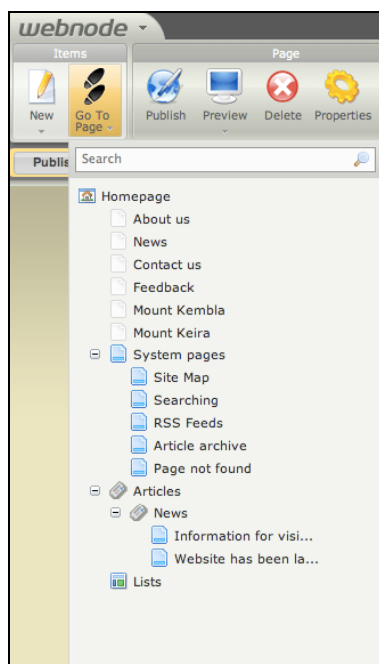 webnode
Items
Page
New
Go To
Page
Publish
Preview
Delete
Properties
Publis
Search
Homepage
About us
News
Contact us
Feedback
Mount Kembla
Mount Keira
System pages
Site Map
Searching
RSS Feeds
Article archive
Page not found
Articles
News
Information for visi...
Website has been la...
Lists